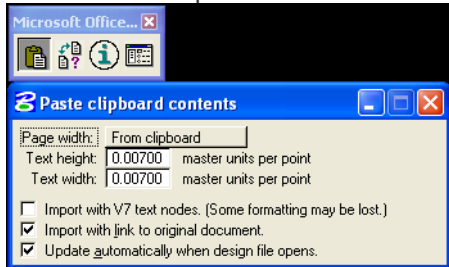 Microsoft Office...
Paste clipboard contents
Page width: From clipboard
Text height: 0.00700 master units per point
Text width: 0.00700 master units per point
Import with V7 text nodes. (Some formatting may be lost.)
Import with link to original document.
Update automatically when design file opens.